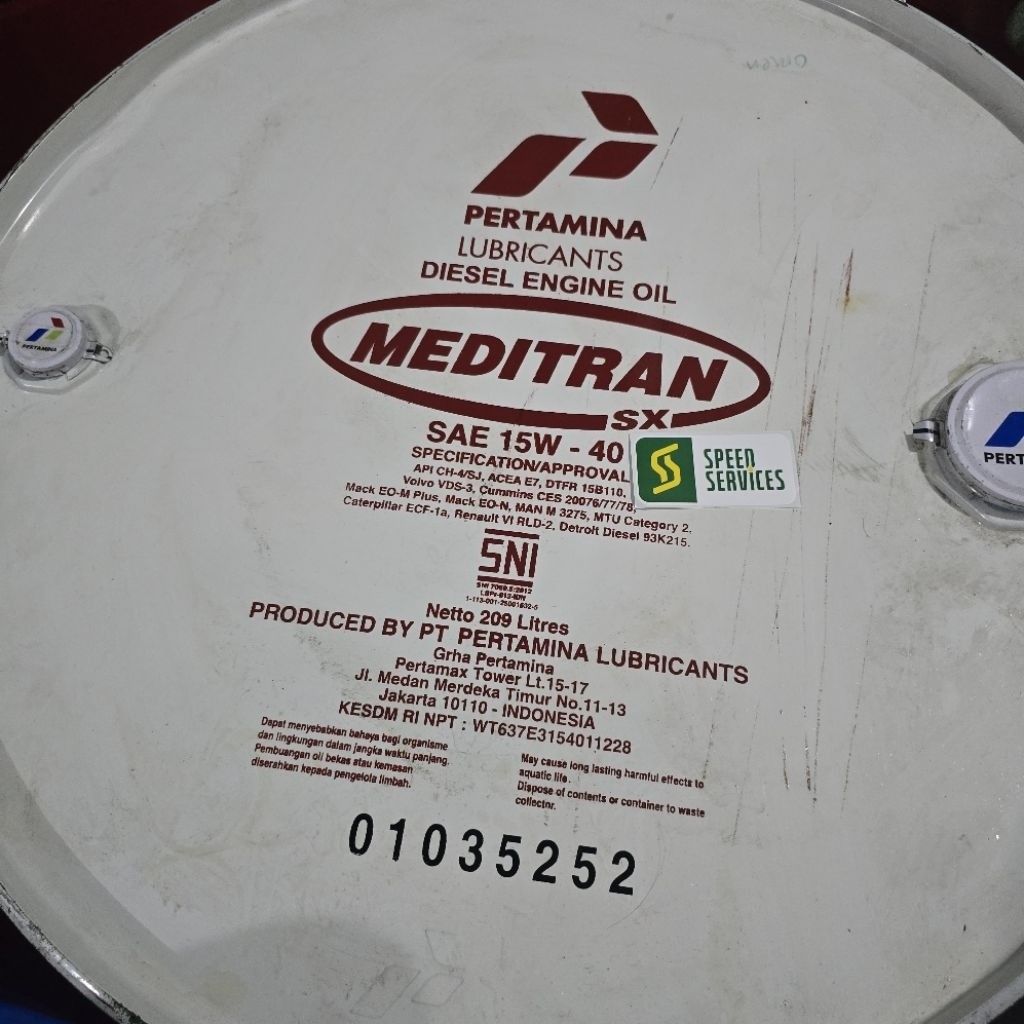 PERTAMINA
LUBRICANTS
DIESEL ENGINE OIL
MEDITRAN
SX
SAE 15W - 40
SPECIFICATION/APPROVAL
API CH-4/SJ, ACEA E7, DTFR 15B110,
Volvo VDS-3, Cummins CES 20076/77/78,
Mack EO-M Plus, Mack EO-N, MAN M 3275, MTU Category 2,
Caterpillar ECF-1a, Renault VI RLD-2, Detroit Diesel 93K215.
SPEED
SERVICES
SNI
Netto 209 Litres
PRODUCED BY PT PERTAMINA LUBRICANTS
Grha Pertamina
Pertamax Tower Lt.15-17
Jl. Medan Merdeka Timur No.11-13
Jakarta 10110 - INDONESIA
KESDM RI NPT : WT637E3154011228
Dapat menyebabkan bahaya bagi organisme
dan lingkungan dalam jangka waktu panjang.
Pembuangan oli bekas atau kemasan
diserahkan kepada pengelola limbah.
May cause long lasting harmful effects to
aquatic life.
Dispose of contents or container to waste
collector.
01035252
PERTAMINA
PERT